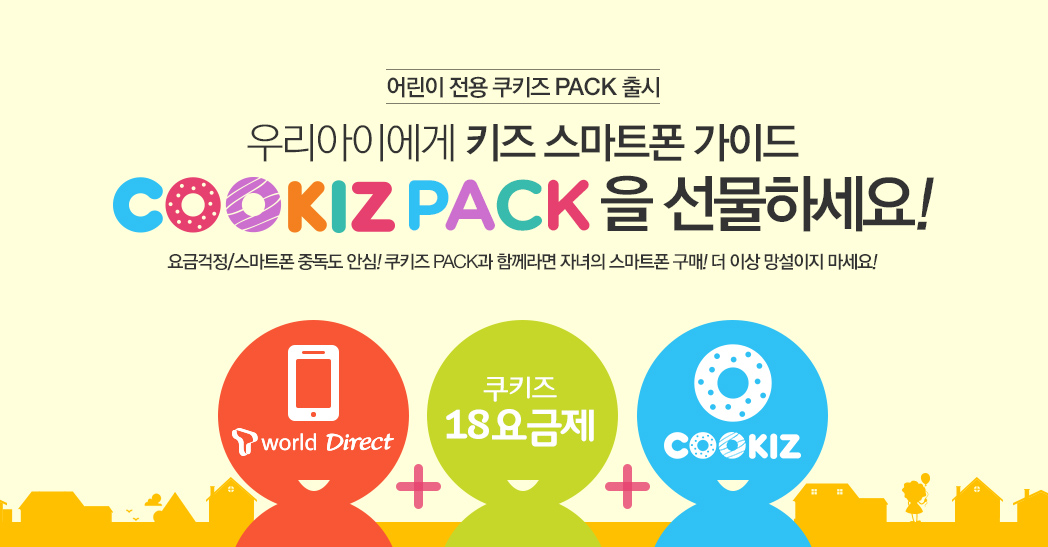 어린이 전용 쿠키즈 PACK 출시
우리아이에게 키즈 스마트폰 가이드
COOKIZ PACK을 선물하세요!
요금걱정/스마트폰 중독도 안심! 쿠키즈 PACK과 함께라면 자녀의 스마트폰 구매! 더 이상 망설이지 마세요!
T world Direct
쿠키즈
18요금제
COOKIZ